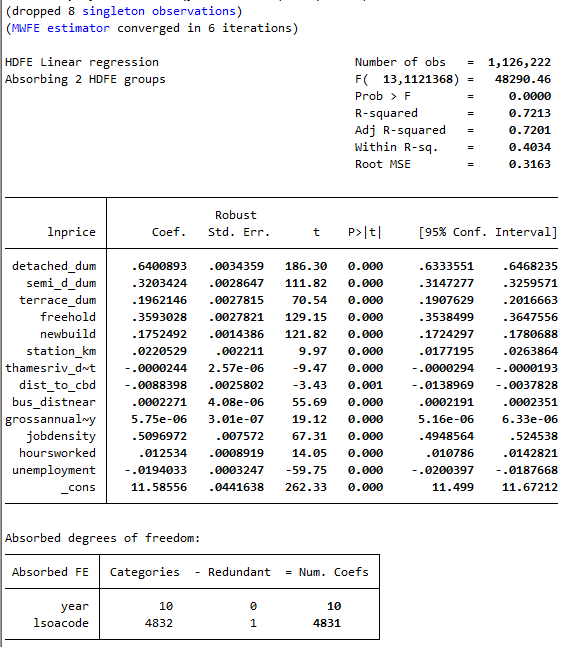 (dropped 8 singleton observations)
(MWFE estimator converged in 6 iterations)
HDFE Linear regression Number of obs = 1,126,222
Absorbing 2 HDFE groups F( 13,1121368) = 48290.46
Prob > F = 0.0000
R-squared = 0.7213
Adj R-squared = 0.7201
Within R-sq. = 0.4034
Root MSE = 0.3163
Robust
lnprice Coef. Std. Err. t P>|t| [95% Conf. Interval]
detached_dum .6400893 .0034359 186.30 0.000 .6333551 .6468235
semi_d_dum .3203424 .0028647 111.82 0.000 .3147277 .3259571
terrace_dum .1962146 .0027815 70.54 0.000 .1907629 .2016663
freehold .3593028 .0027821 129.15 0.000 .3538499 .3647556
newbuild .1752492 .0014386 121.82 0.000 .1724297 .1780688
station_km .0220529 .002211 9.97 0.000 .0177195 .0263864
thamesriv_d~t -.0000244 2.57e-06 -9.47 0.000 -.0000294 -.0000193
dist_to_cbd -.0088398 .0025802 -3.43 0.001 -.0138969 -.0037828
bus_distnear .0002271 4.08e-06 55.69 0.000 .0002191 .0002351
grossannual~y 5.75e-06 3.01e-07 19.12 0.000 5.16e-06 6.33e-06
jobdensity .5096972 .007572 67.31 0.000 .4948564 .524538
hoursworked .012534 .0008919 14.05 0.000 .010786 .0142821
unemployment -.0194033 .0003247 -59.75 0.000 -.0200397 -.0187668
_cons 11.58556 .0441638 262.33 0.000 11.499 11.67212
Absorbed degrees of freedom:
Absorbed FE Categories - Redundant = Num. Coefs
year 10 0 10
lsoacode 4832 1 4831